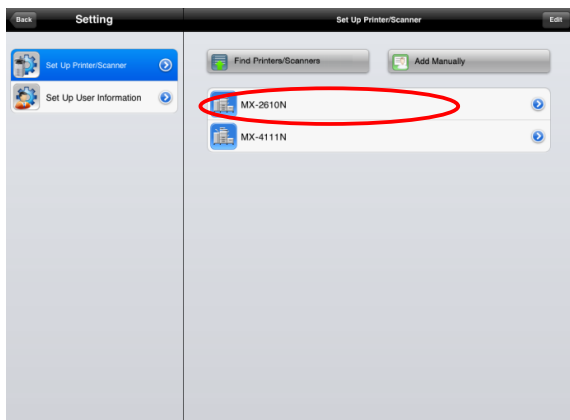 Back
Setting
Set Up Printer/Scanner
Edit
Set Up Printer/Scanner
Set Up User Information
Find Printers/Scanners
Add Manually
MX-2610N
MX-4111N